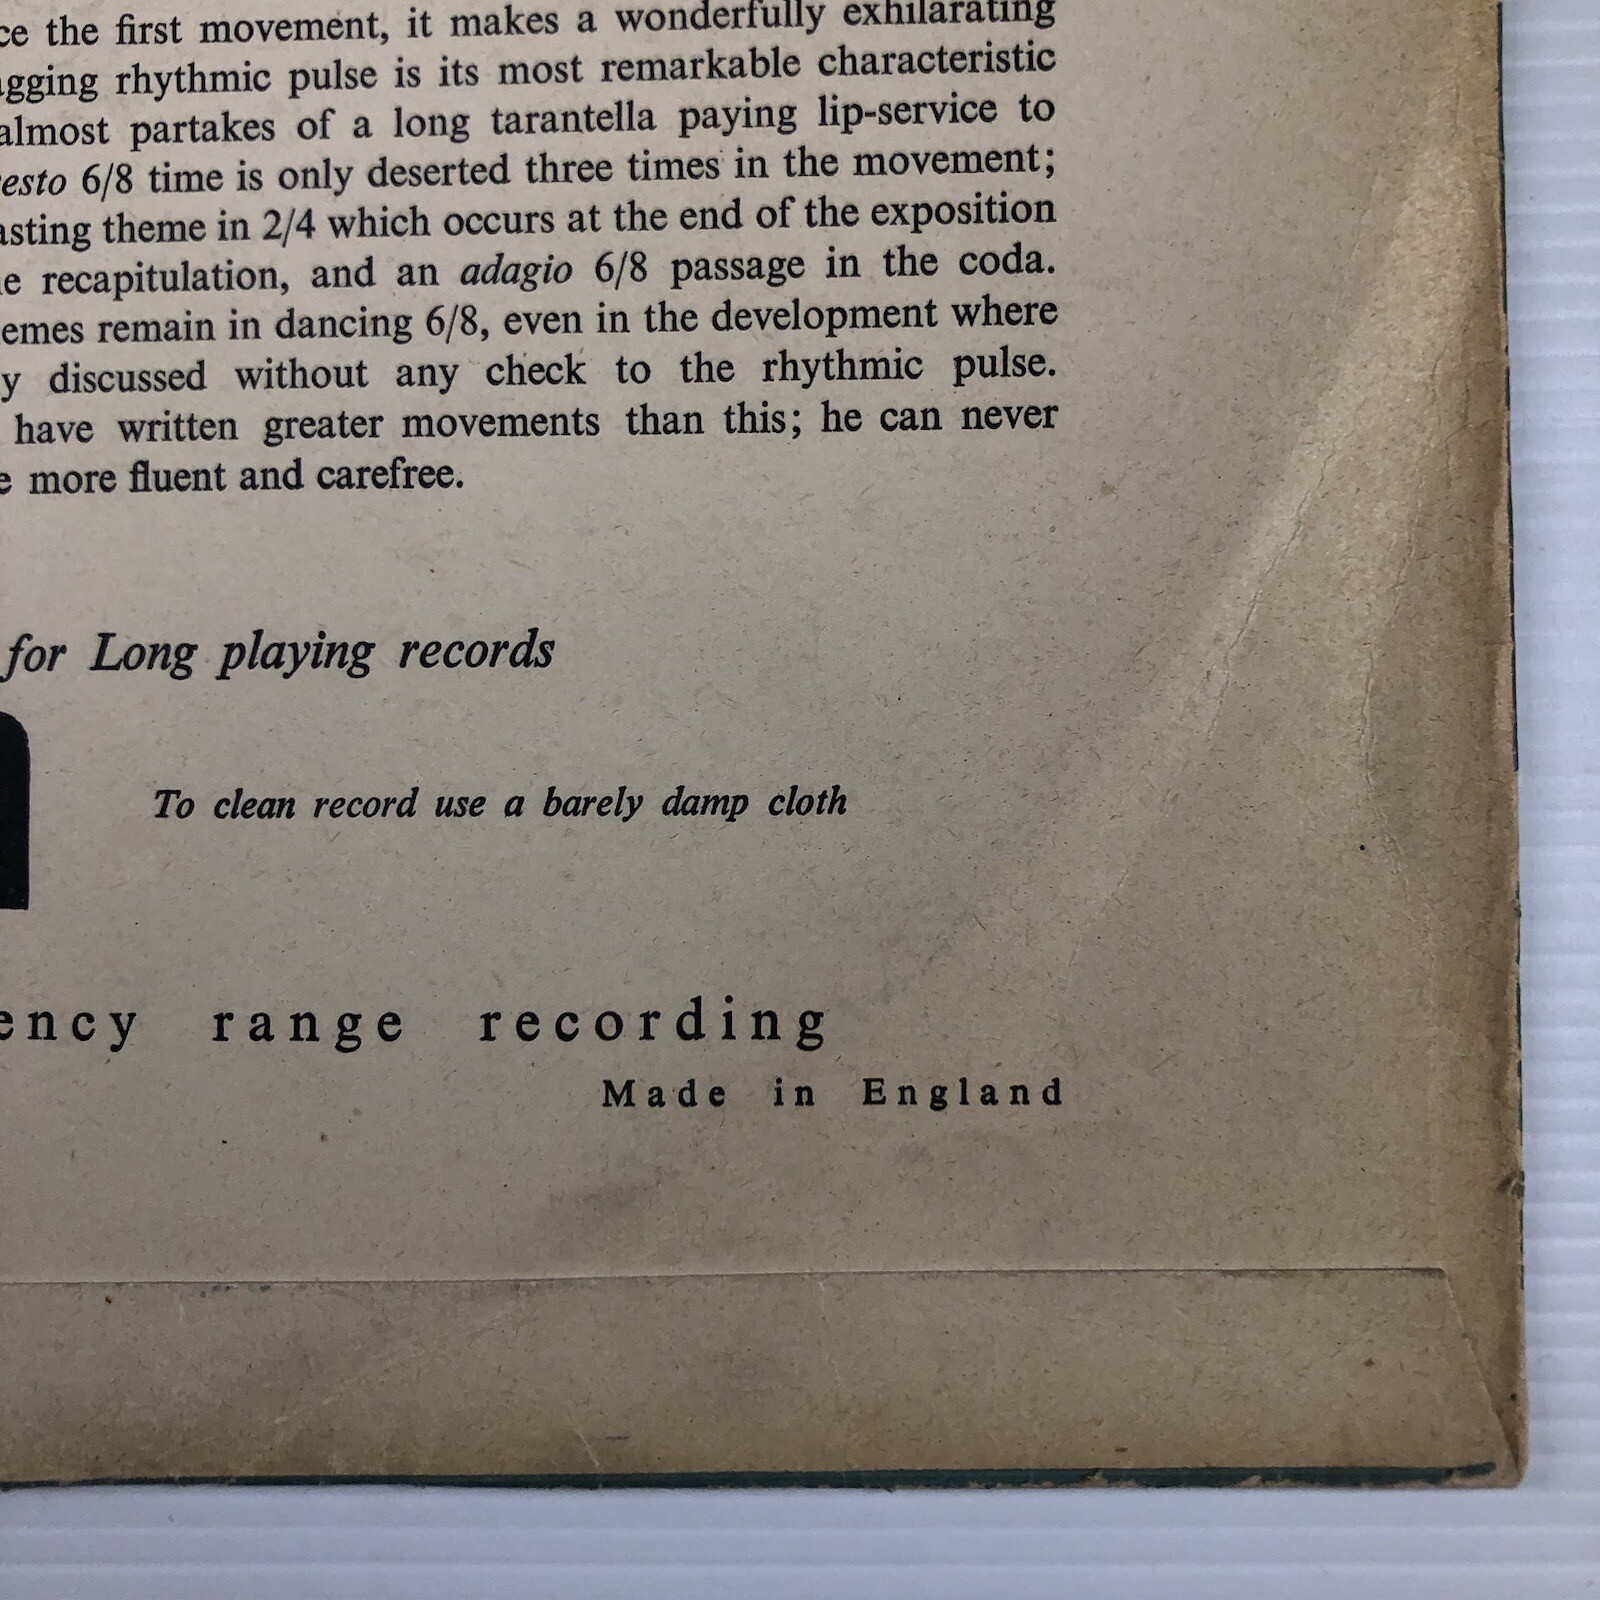 ce the first movement, it makes a wonderfully exhilarating
agging rhythmic pulse is its most remarkable characteristic
almost partakes of a long tarantella paying lip-service to
esto 6/8 time is only deserted three times in the movement;
asting theme in 2/4 which occurs at the end of the exposition
e recapitulation, and an adagio 6/8 passage in the coda.
emes remain in dancing 6/8, even in the development where
y discussed without any check to the rhythmic pulse.
have written greater movements than this; he can never
e more fluent and carefree.
for Long playing records
To clean record use a barely damp cloth
ency range recording
Made in England